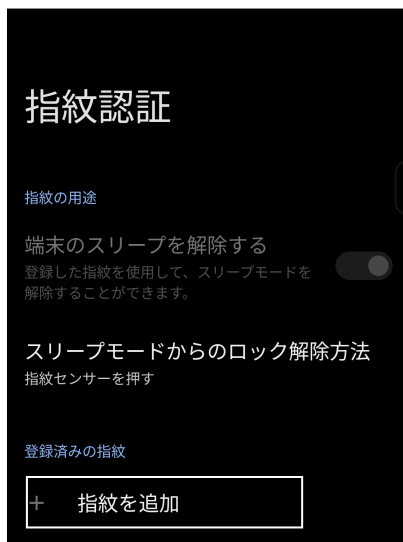 指紋認証
指紋の用途
端末のスリープを解除する
登録した指紋を使用して、スリープモードを
解除することができます。
スリープモードからのロック解除方法
指紋センサーを押す
登録済みの指紋
+ 指紋を追加